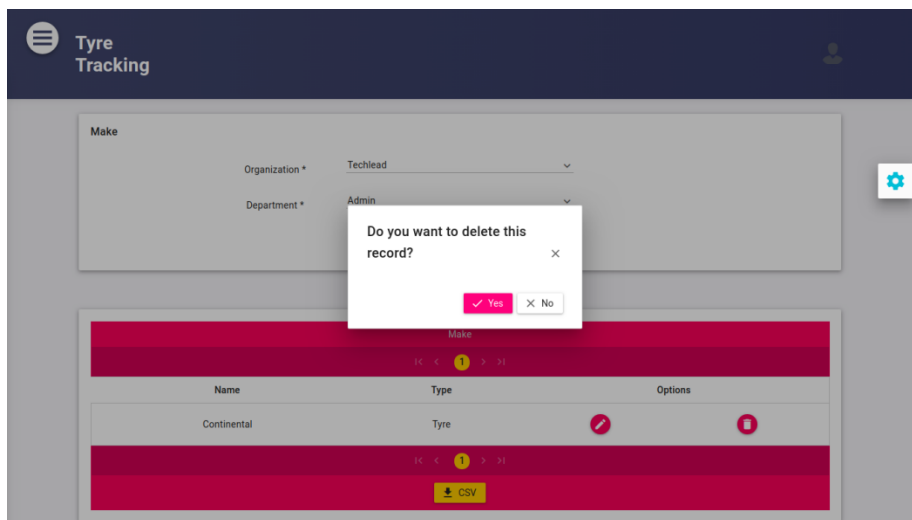 Tyre
Tracking
Make
Organization *
Techlead
Department *
Admin
Do you want to delete this
record?
Yes
No
Make
1
Name
Type
Options
Continental
Tyre
1
CSV